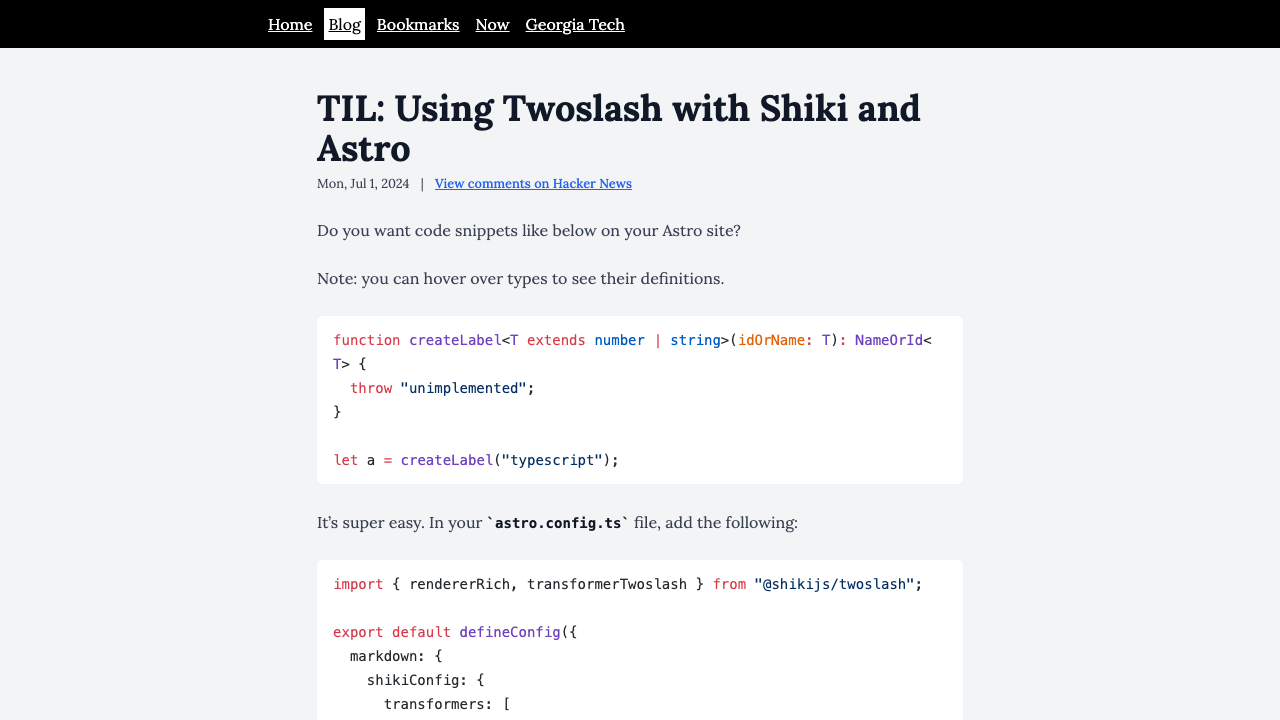 Home Blog Bookmarks Now Georgia Tech
TIL: Using Twoslash with Shiki and
Astro
Mon, Jul 1, 2024 | View comments on Hacker News
Do you want code snippets like below on your Astro site?
Note: you can hover over types to see their definitions.
function createLabel<T extends number | string>(idOrName: T): NameOrId<
T> {
  throw "unimplemented";
}
let a = createLabel("typescript");
It’s super easy. In your `astro.config.ts` file, add the following:
import { rendererRich, transformerTwoslash } from "@shikijs/twoslash";
export default defineConfig({
  markdown: {
    shikiConfig: {
      transformers: [